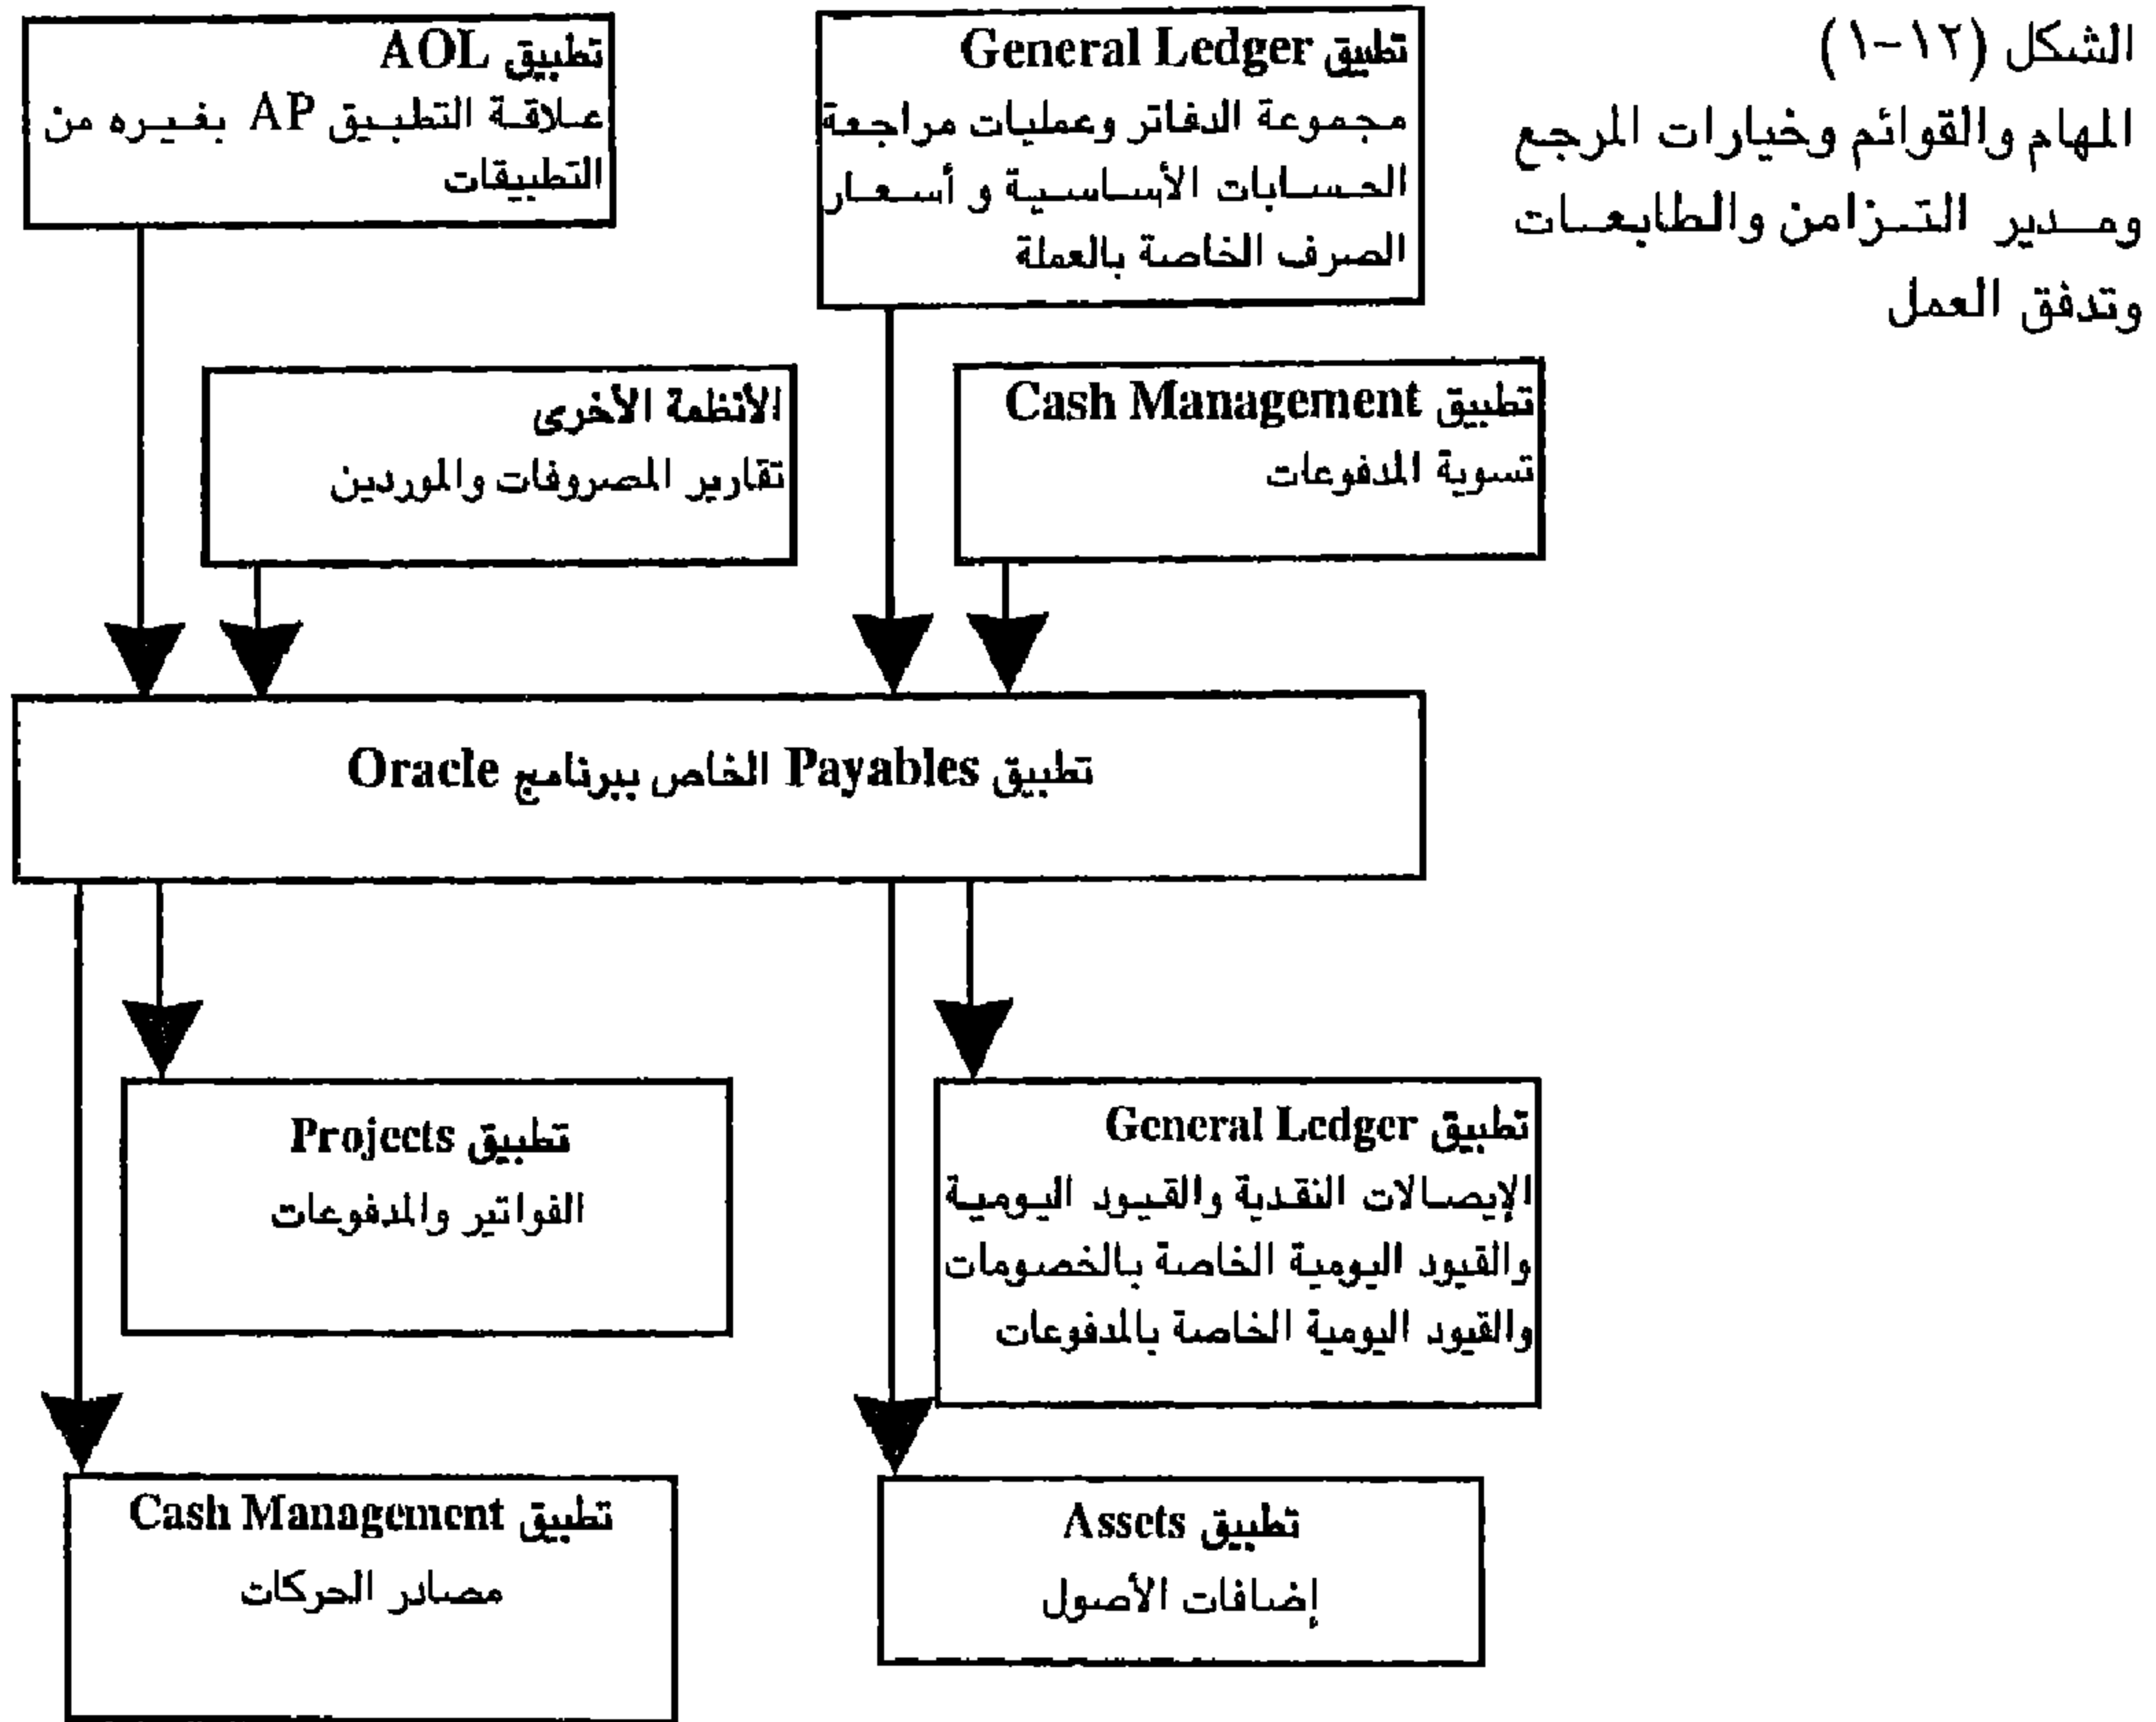 الشكل (١٢-١)
المهام والقوائم وخيارات المرجع
ومدير التزامن والطابعات
وتدفق العمل
تطبيق General Ledger
مجموعة الدفاتر وعمليات مراجعة
الحسابات الأساسية و أسعار
الصرف الخاصة بالعملة
تطبيق AOL
علاقة التطبيق AP بغيره من
التطبيقات
تطبيق Cash Management
تسوية المدفوعات
الأنظمة الأخرى
تقارير المصروفات والموردين
تطبيق Payables الخاص ببرنامج Oracle
تطبيق General Ledger
الإيصالات النقدية والقيود اليومية
والقيود اليومية الخاصة بالخصومات
والقيود اليومية الخاصة بالمدفوعات
تطبيق Projects
الفواتير والمدفوعات
تطبيق Assets
إضافات الأصول
تطبيق Cash Management
مصادر الحركات